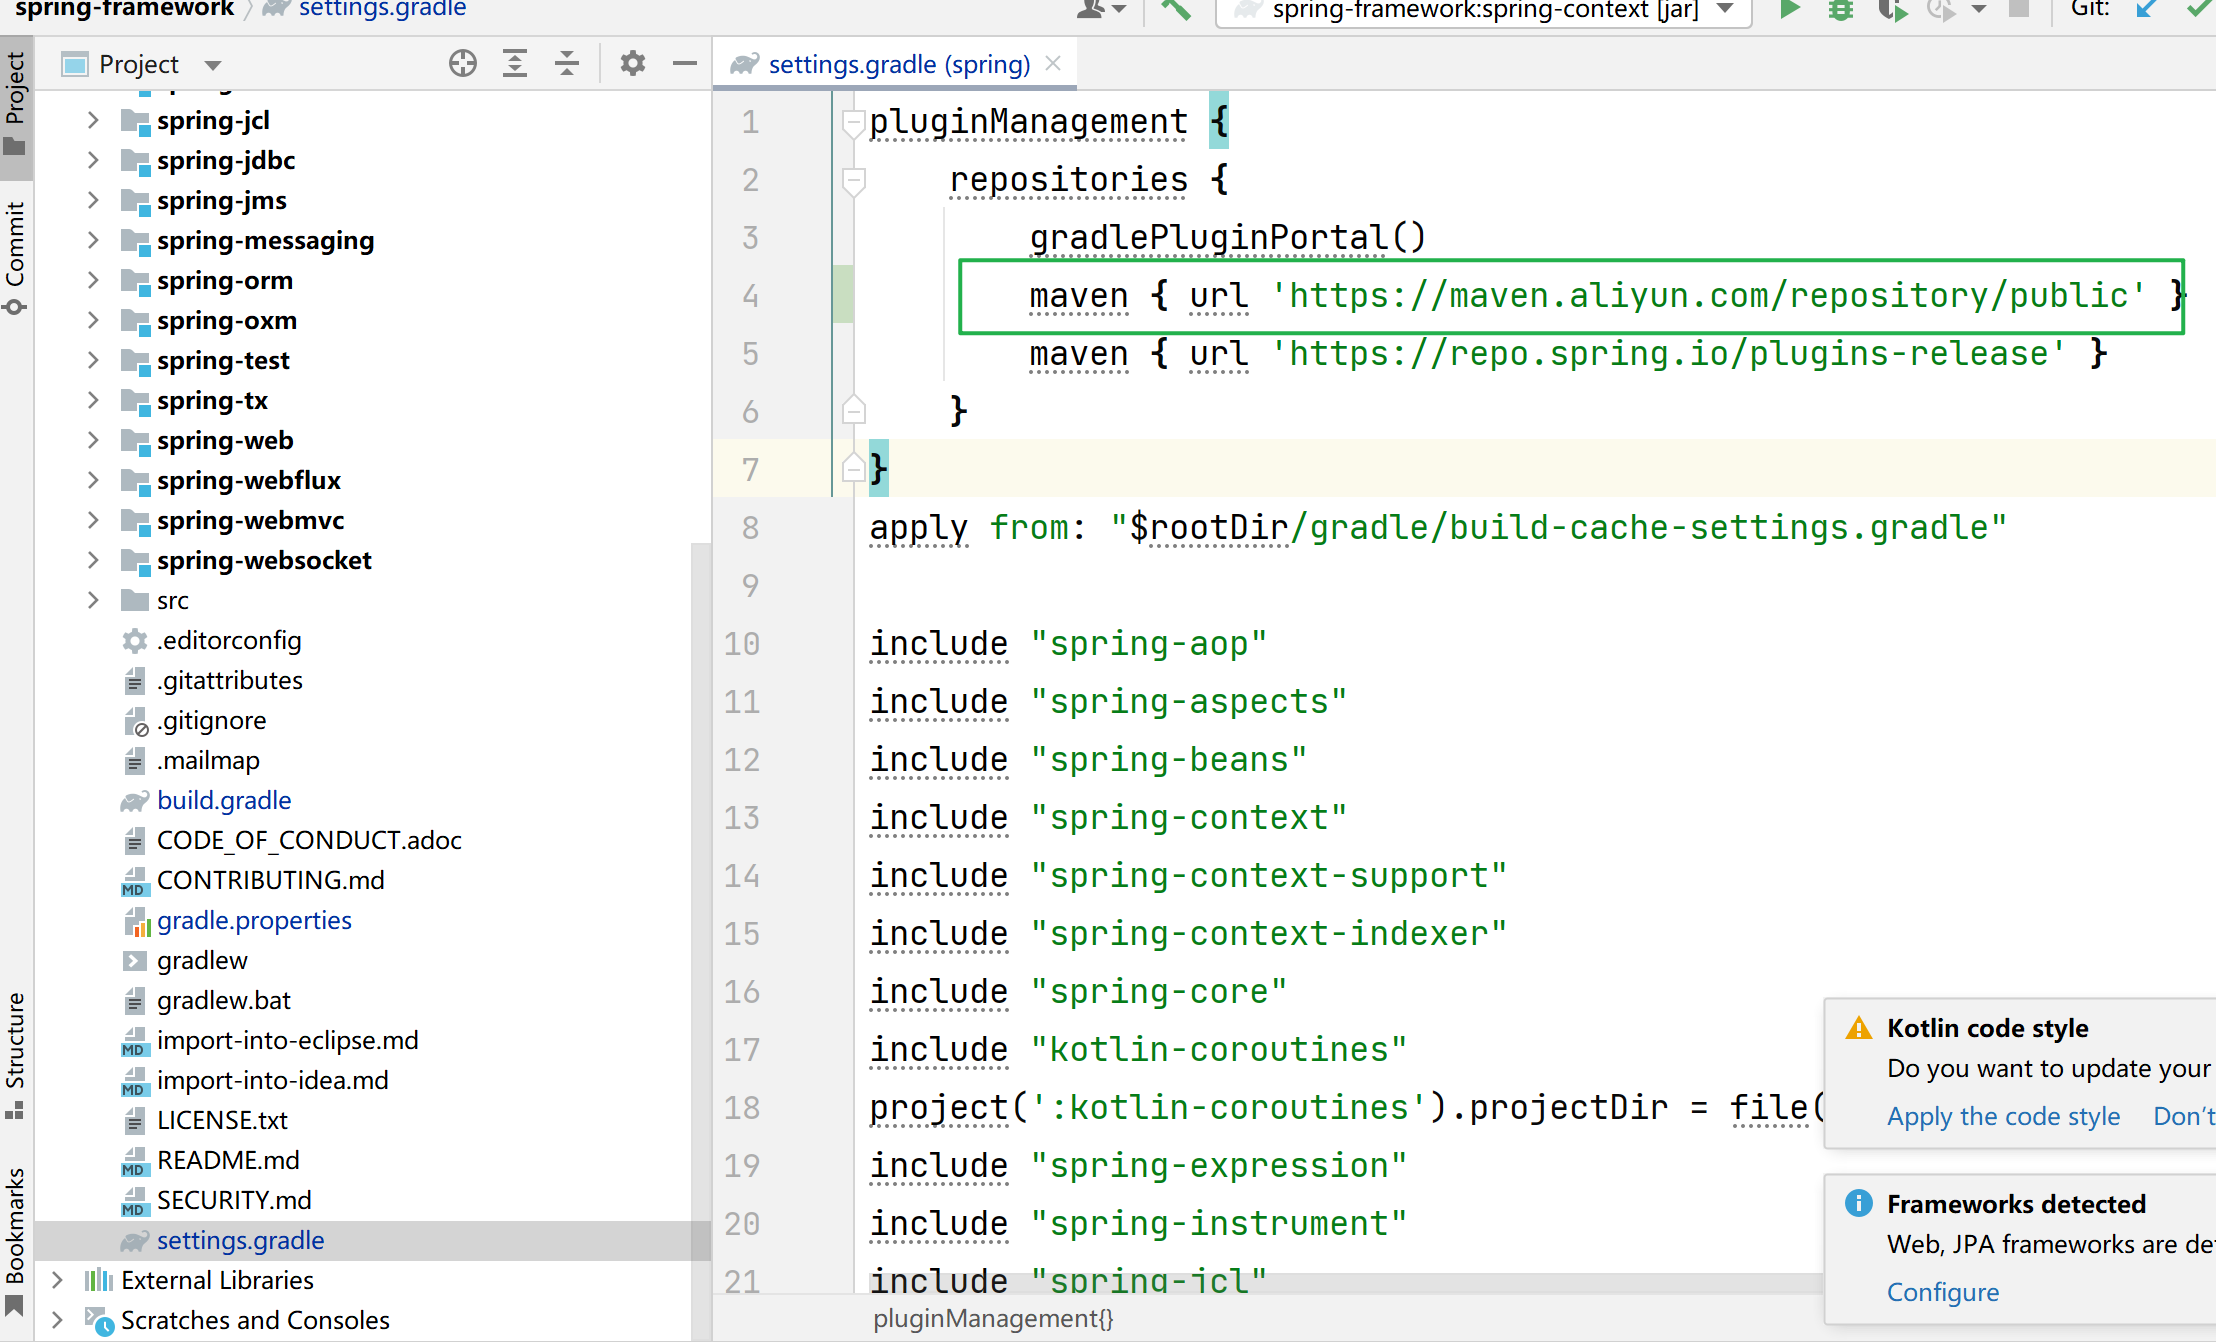 spring-framework settings.gradle
spring-framework:spring-context [jar]
Git:
Project
Commit
Structure
Bookmarks
Project
settings.gradle (spring)
spring-jcl
spring-jdbc
spring-jms
spring-messaging
spring-orm
spring-oxm
spring-test
spring-tx
spring-web
spring-webflux
spring-webmvc
spring-websocket
src
.editorconfig
.gitattributes
.gitignore
.mailmap
build.gradle
CODE_OF_CONDUCT.adoc
CONTRIBUTING.md
gradle.properties
gradlew
gradlew.bat
import-into-eclipse.md
import-into-idea.md
LICENSE.txt
README.md
SECURITY.md
settings.gradle
External Libraries
Scratches and Consoles
1 pluginManagement {
2 repositories {
3 gradlePluginPortal()
4 maven { url 'https://maven.aliyun.com/repository/public' }
5 maven { url 'https://repo.spring.io/plugins-release' }
6 }
7 }
8 apply from: "$rootDir/gradle/build-cache-settings.gradle"
9
10 include "spring-aop"
11 include "spring-aspects"
12 include "spring-beans"
13 include "spring-context"
14 include "spring-context-support"
15 include "spring-context-indexer"
16 include "spring-core"
17 include "kotlin-coroutines"
18 project(':kotlin-coroutines').projectDir = file(
19 include "spring-expression"
20 include "spring-instrument"
21 include "spring-jcl"
pluginManagement{}
Kotlin code style
Do you want to update your
Apply the code style Don't
Frameworks detected
Web, JPA frameworks are det
Configure